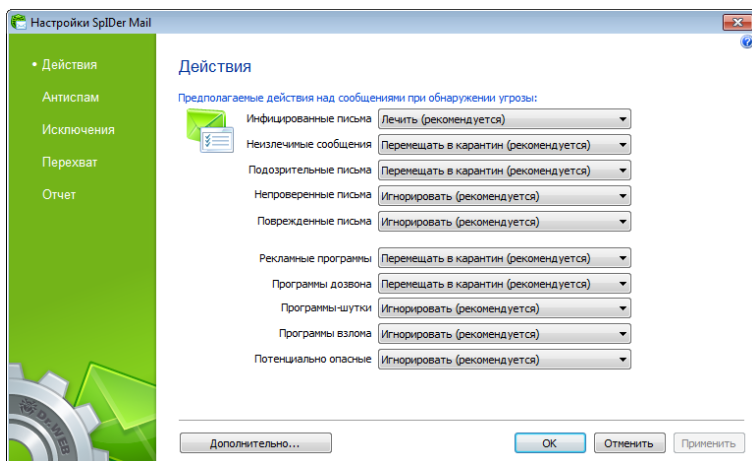 Настройки SpIDer Mail
• Действия
Антиспам
Исключения
Перехват
Отчет
Действия
Предполагаемые действия над сообщениями при обнаружении угрозы:
Инфицированные письма Лечить (рекомендуется)
Неизлечимые сообщения Перемещать в карантин (рекомендуется)
Подозрительные письма Перемещать в карантин (рекомендуется)
Непроверенные письма Игнорировать (рекомендуется)
Поврежденные письма Игнорировать (рекомендуется)
Рекламные программы Перемещать в карантин (рекомендуется)
Программы дозвона Перемещать в карантин (рекомендуется)
Программы-шутки Игнорировать (рекомендуется)
Программы взлома Игнорировать (рекомендуется)
Потенциально опасные Игнорировать (рекомендуется)
Dr.WEB
Дополнительно... OK Отменить Применить